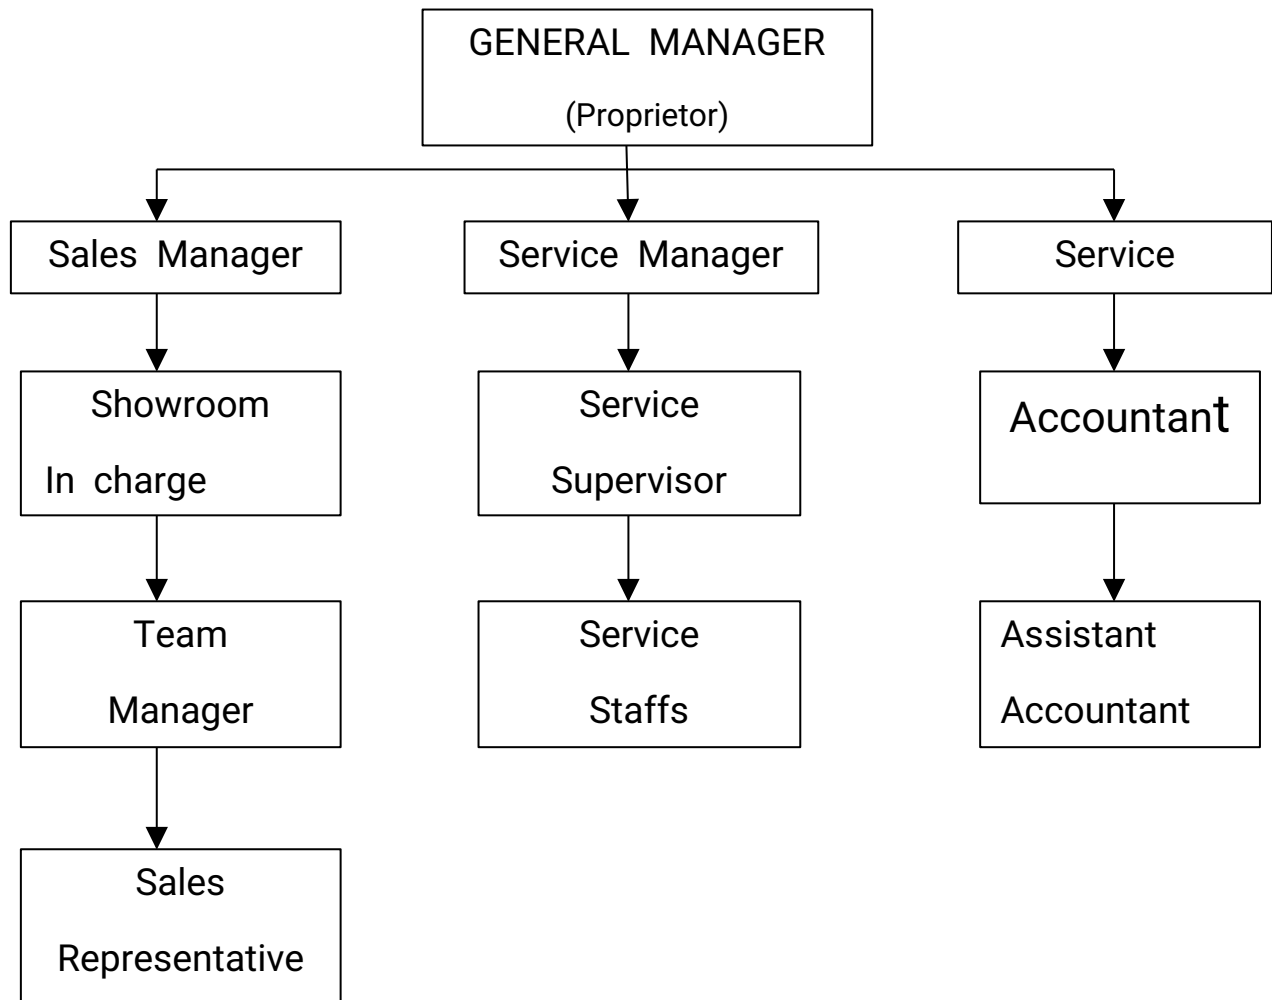 GENERAL MANAGER
(Proprietor)
Sales Manager
Service Manager
Service
Showroom
In charge
Service
Supervisor
Accountant
Team
Manager
Service
Staffs
Assistant
Accountant
Sales
Representative